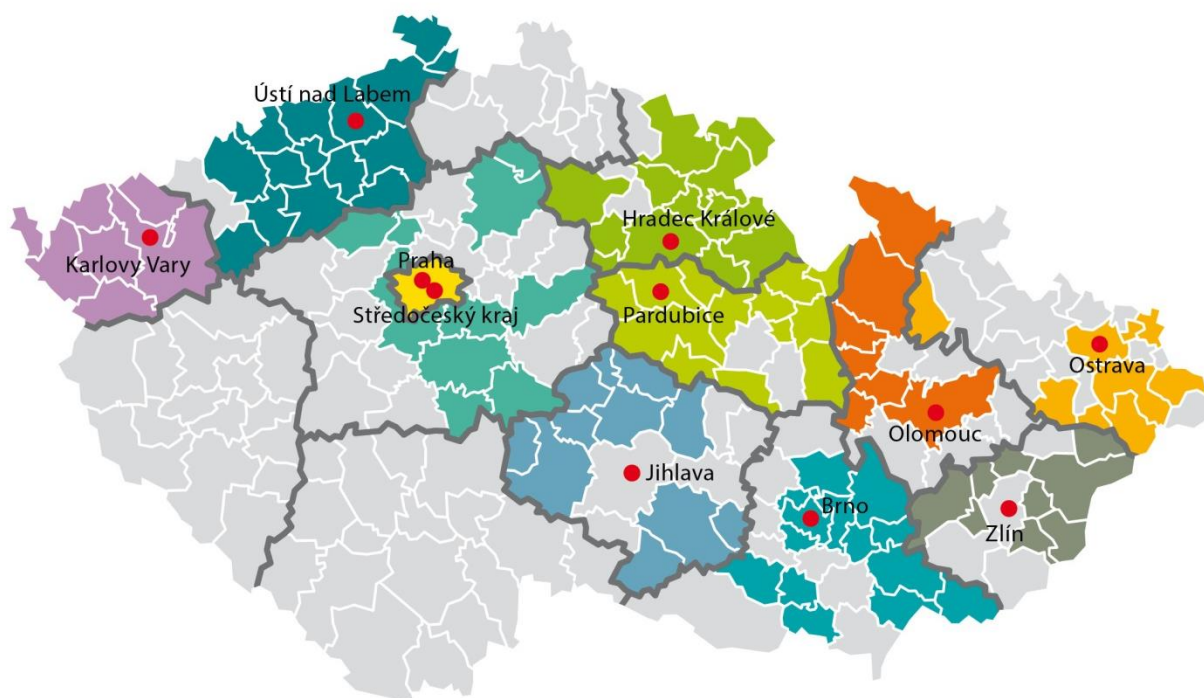 Ústí nad Labem
Hradec Králové
Karlovy Vary
Praha
Středočeský kraj
Pardubice
Ostrava
Olomouc
Jihlava
Brno
Zlín